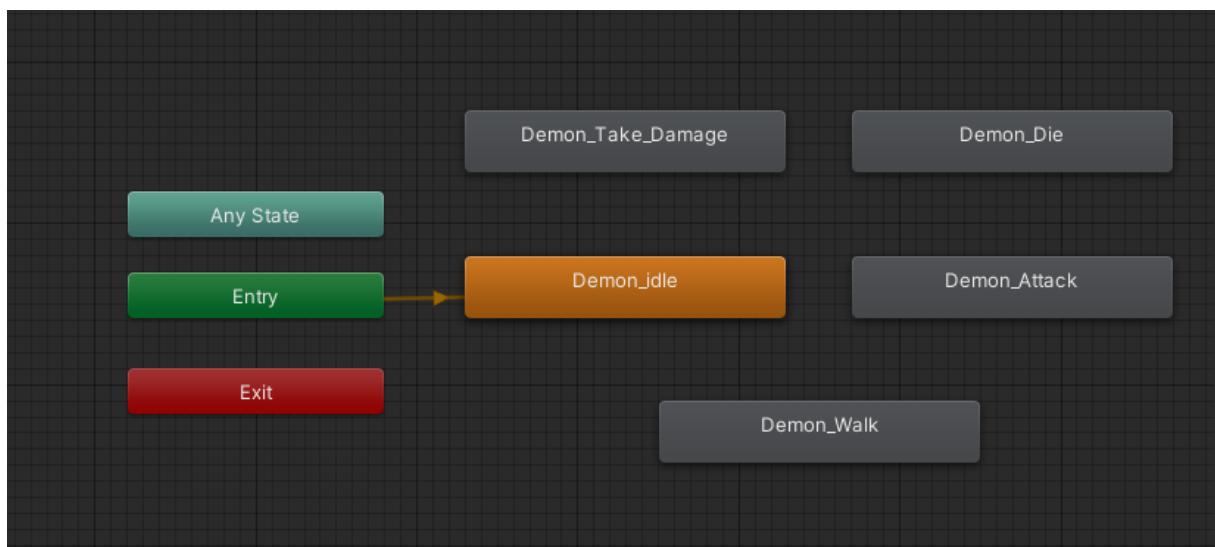 Demon_Take_Damage
Demon_Die
Any State
Demon_idle
Demon_Attack
Entry
Exit
Demon_Walk